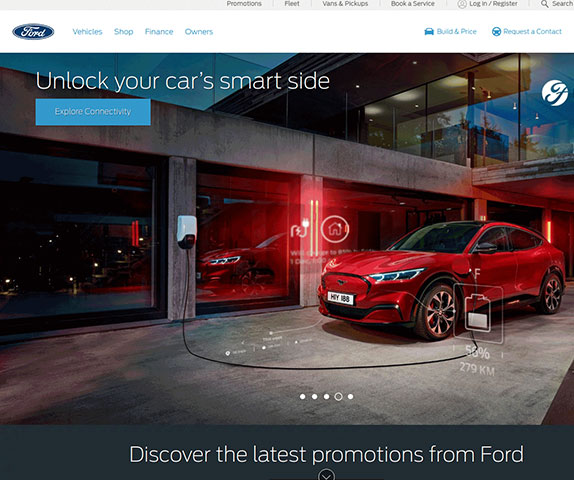 Promotions Fleet Vans & Pickups Book a Service Log In / Register Search
Ford Vehicles Shop Finance Owners Build & Price Request a Contact
Unlock your car's smart side
Explore Connectivity
F
HIY 188
50%
279 KM
Discover the latest promotions from Ford